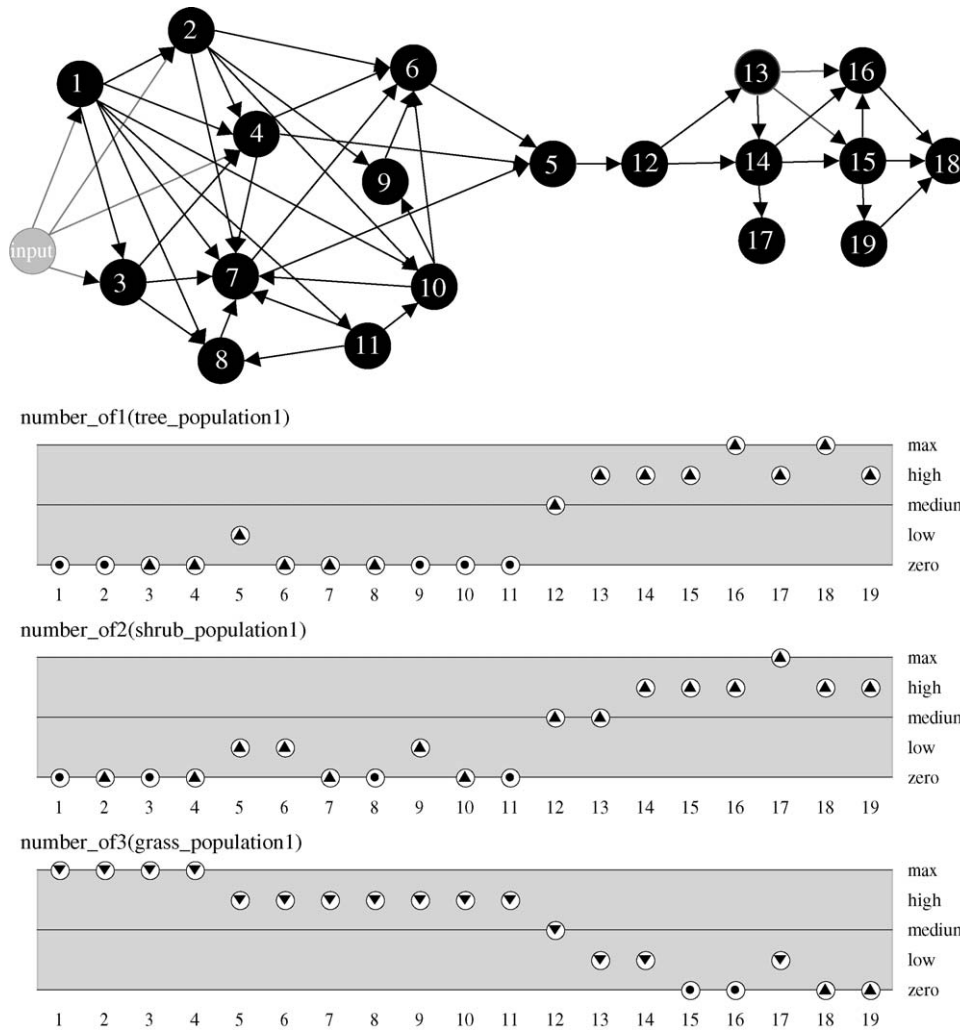 2
1
6
13
16
4
5
12
14
15
18
9
input
3
7
10
17
19
8
11
number_of1(tree_population1)
max
high
medium
low
zero
1 2 3 4 5 6 7 8 9 10 11 12 13 14 15 16 17 18 19
number_of2(shrub_population1)
max
high
medium
low
zero
1 2 3 4 5 6 7 8 9 10 11 12 13 14 15 16 17 18 19
number_of3(grass_population1)
max
high
medium
low
zero
1 2 3 4 5 6 7 8 9 10 11 12 13 14 15 16 17 18 19